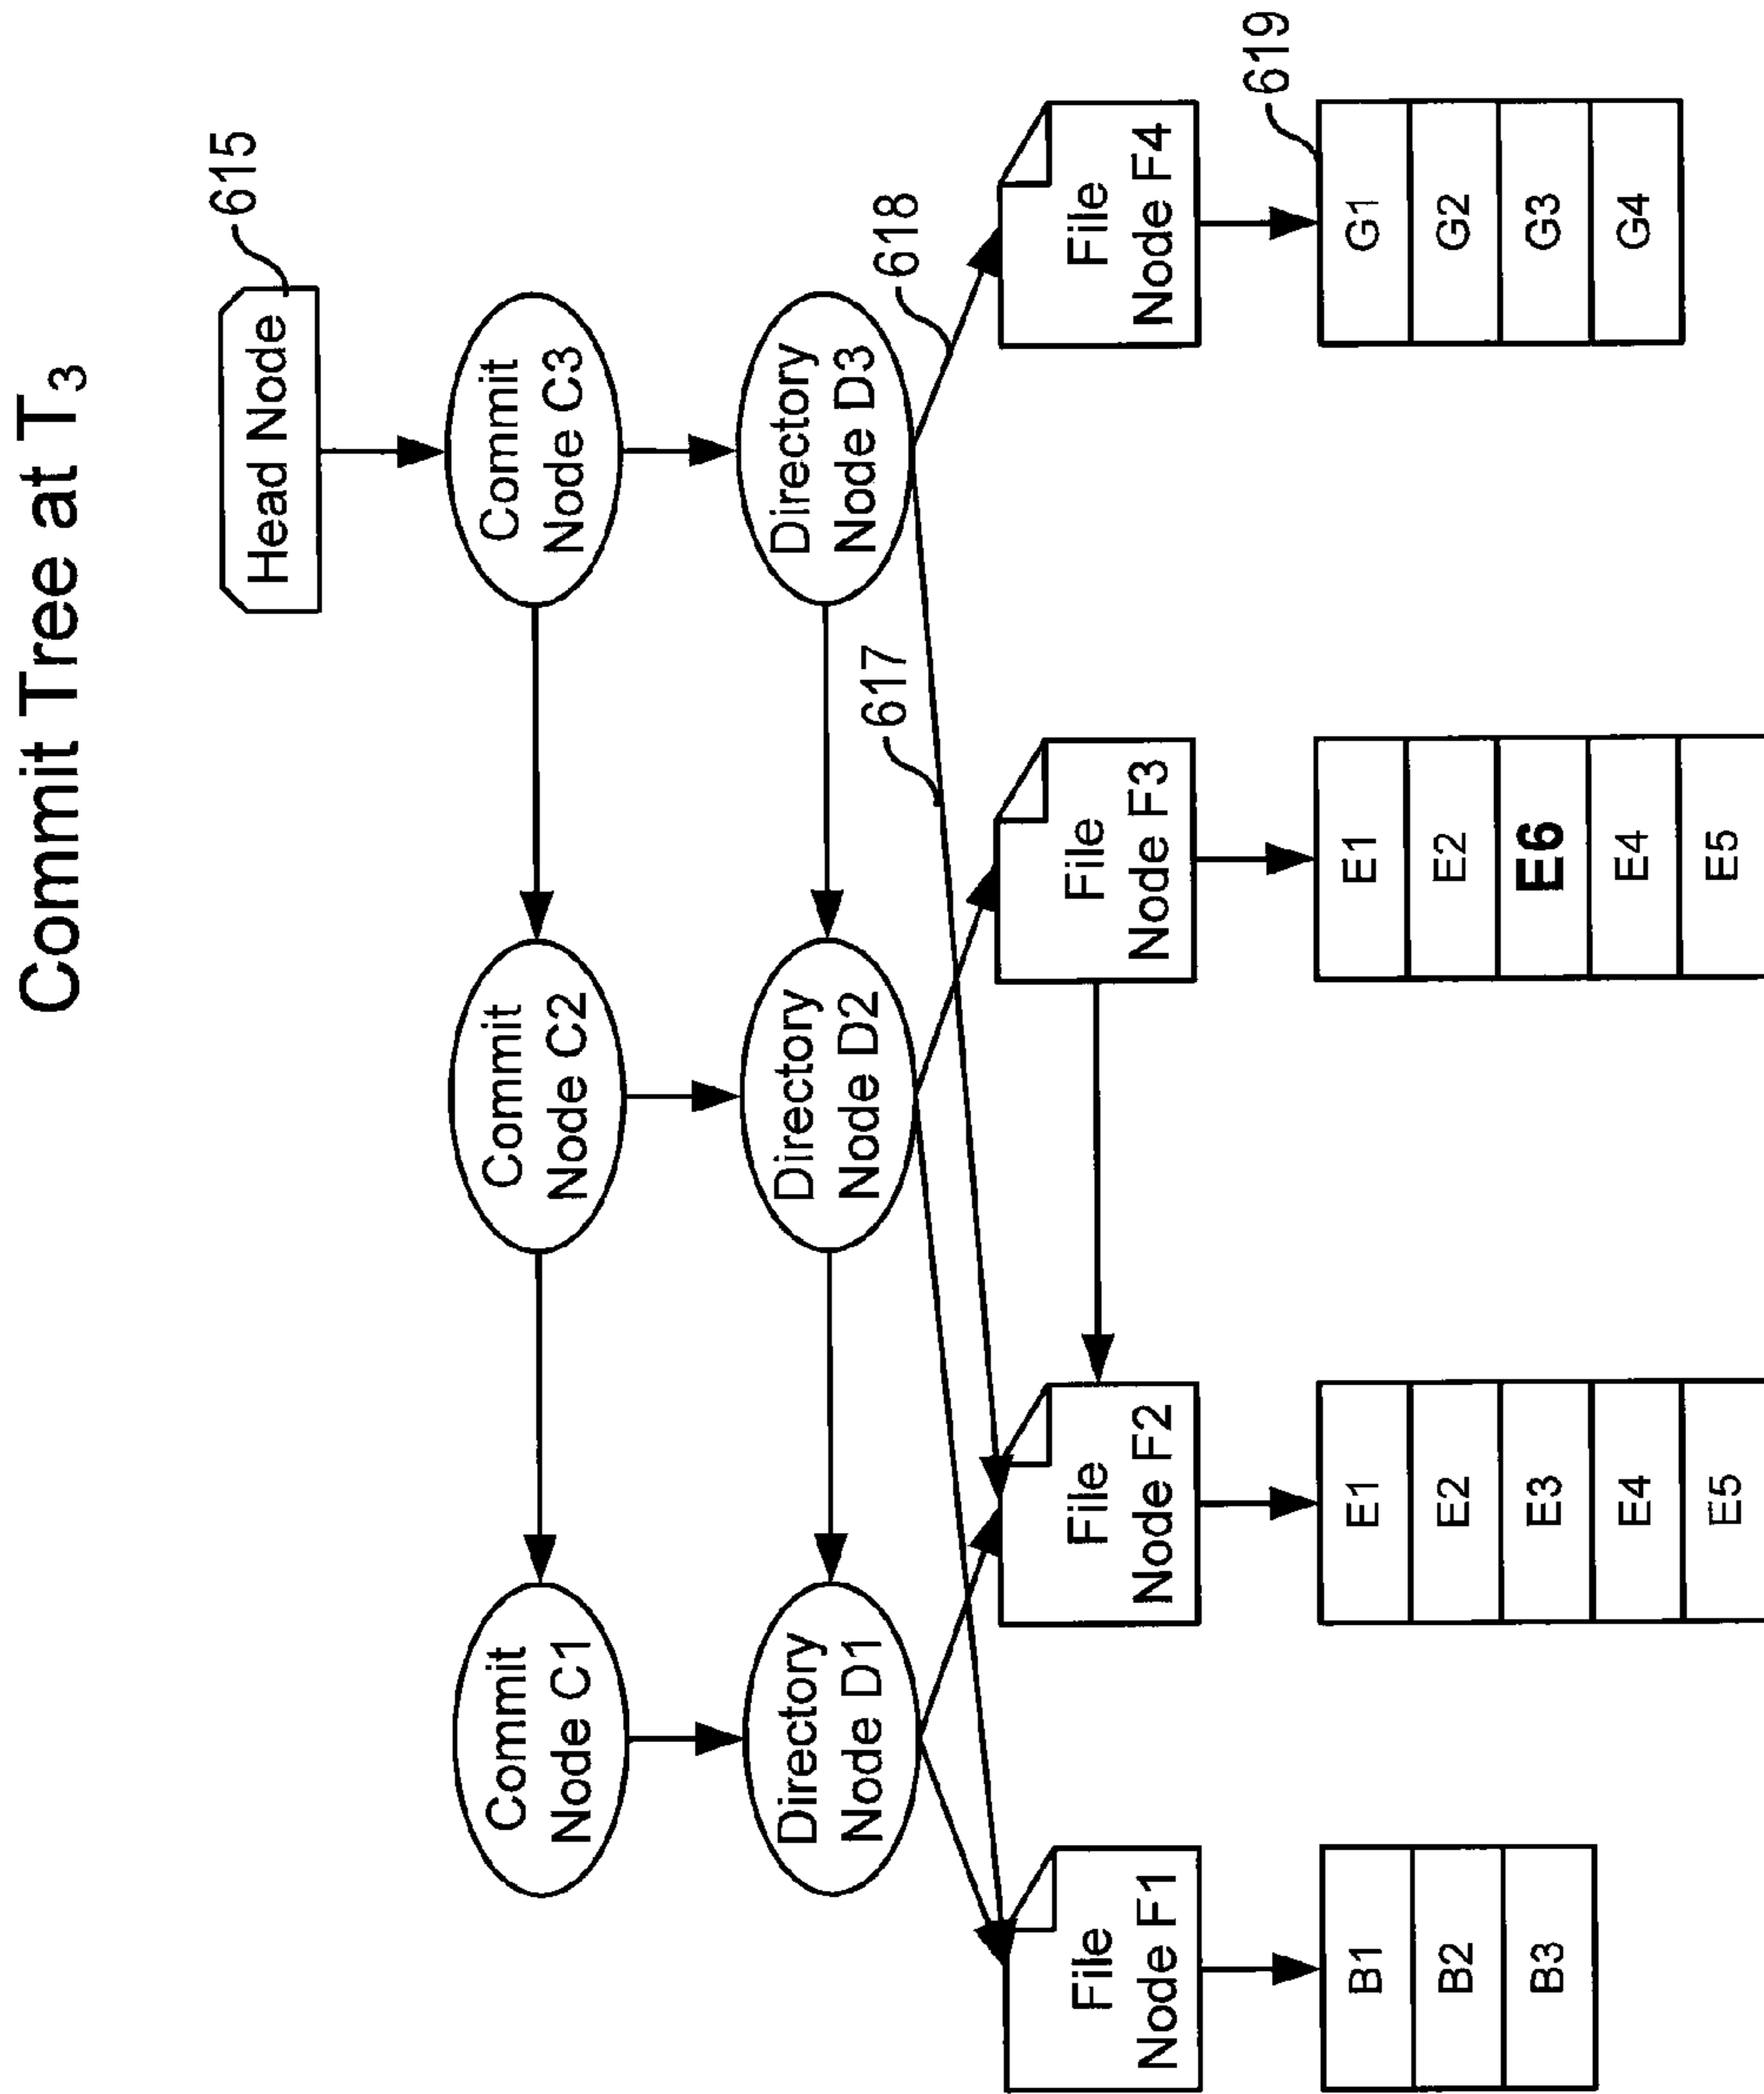 Commit Tree at T3
615
Head Node
Commit
Node C1
Commit
Node C2
Commit
Node C3
Directory
Node D1
Directory
Node D2
Directory
Node D3
617
618
File
Node F1
File
Node F2
File
Node F3
File
Node F4
619
B1
B2
B3
E1
E2
E3
E4
E5
E1
E2
E6
E4
E5
G1
G2
G3
G4